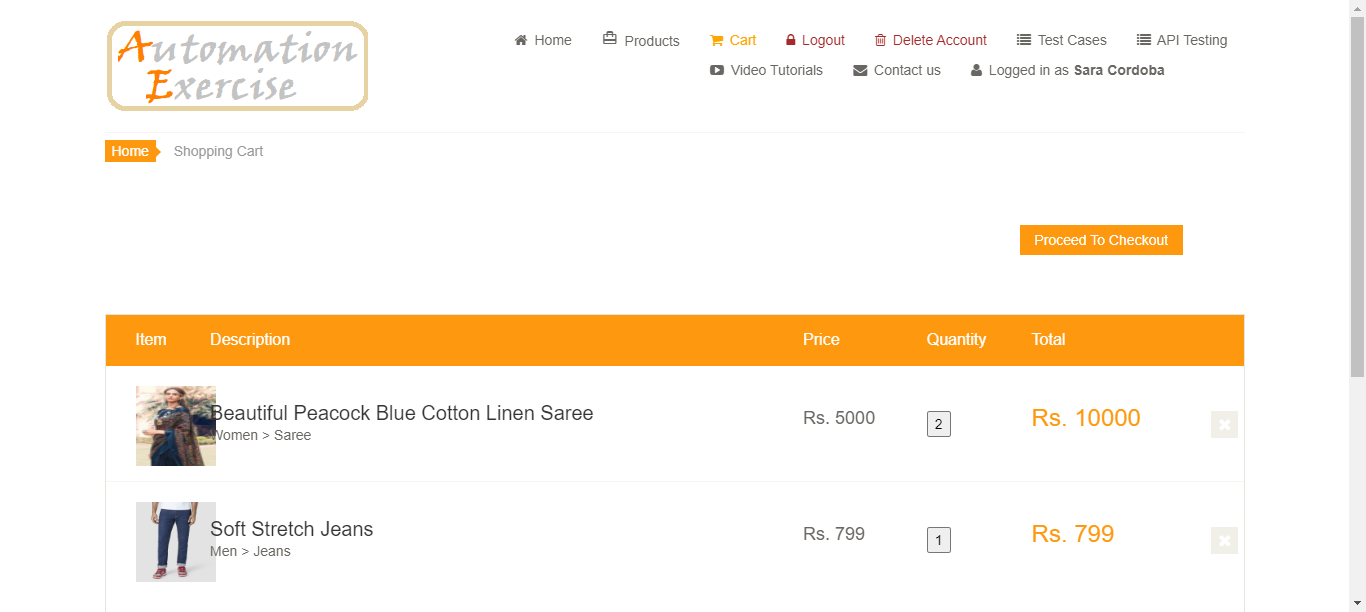 Automation
Exercise
Home Products Cart Logout Delete Account Test Cases API Testing
Video Tutorials Contact us Logged in as Sara Cordoba
Home Shopping Cart
Proceed To Checkout
Item Description Price Quantity Total
Beautiful Peacock Blue Cotton Linen Saree
Women > Saree
Rs. 5000 2 Rs. 10000
Soft Stretch Jeans
Men > Jeans
Rs. 799 1 Rs. 799